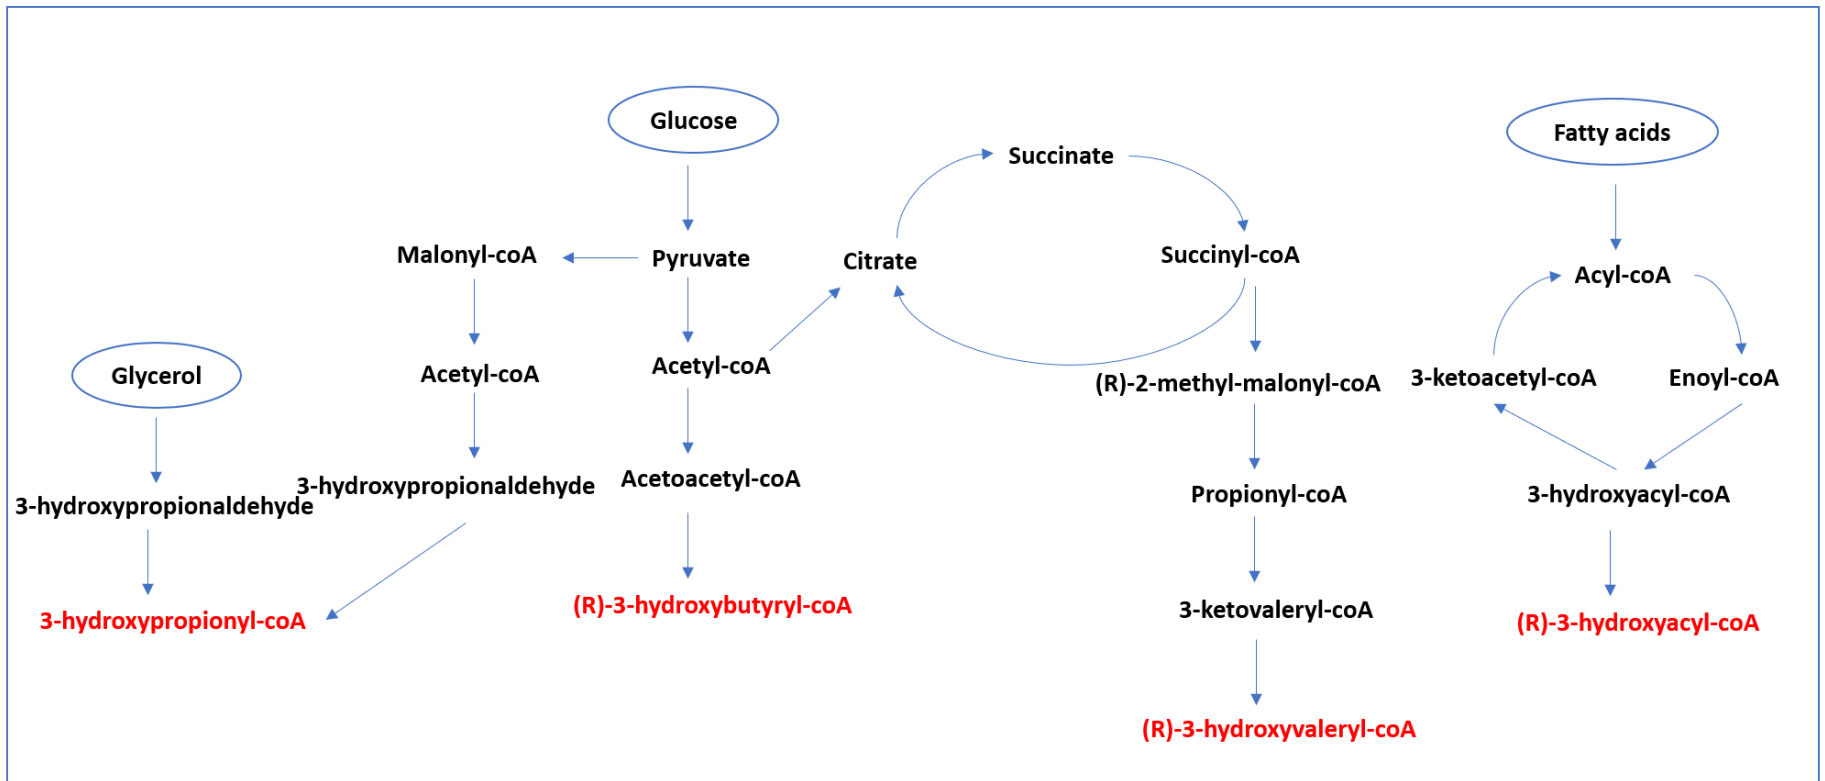 Glucose
Fatty acids
Succinate
Malonyl-coA
Pyruvate
Citrate
Succinyl-coA
Acyl-coA
Glycerol
Acetyl-coA
Acetyl-coA
(R)-2-methyl-malonyl-coA
3-ketoacetyl-coA
Enoyl-coA
3-hydroxypropionaldehyde
3-hydroxypropionaldehyde
Acetoacetyl-coA
Propionyl-coA
3-hydroxyacyl-coA
3-hydroxypropionyl-coA
(R)-3-hydroxybutyryl-coA
3-ketovaleryl-coA
(R)-3-hydroxyacyl-coA
(R)-3-hydroxyvaleryl-coA